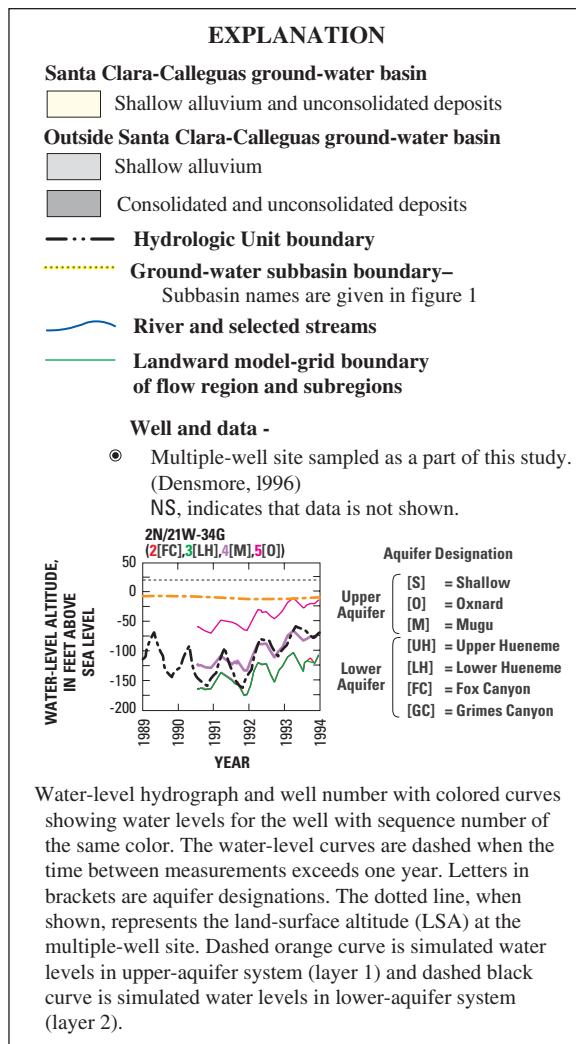 EXPLANATION
Santa Clara-Calleguas ground-water basin
Shallow alluvium and unconsolidated deposits
Outside Santa Clara-Calleguas ground-water basin
Shallow alluvium
Consolidated and unconsolidated deposits
Hydrologic Unit boundary
Ground-water subbasin boundary–
Subbasin names are given in figure 1
River and selected streams
Landward model-grid boundary
of flow region and subregions
Well and data -
Multiple-well site sampled as a part of this study.
(Densmore, l996)
NS, indicates that data is not shown.
2N/21W-34G
(2[FC],3[LH],4[M],5[O])
WATER-LEVEL ALTITUDE,
IN FEET ABOVE
SEA LEVEL
50
0
-50
-100
-150
-200
1989
1990
1991
1992
1993
1994
YEAR
Aquifer Designation
Upper
Aquifer
[S] = Shallow
[O] = Oxnard
[M] = Mugu
Lower
Aquifer
[UH] = Upper Hueneme
[LH] = Lower Hueneme
[FC] = Fox Canyon
[GC] = Grimes Canyon
Water-level hydrograph and well number with colored curves
showing water levels for the well with sequence number of
the same color. The water-level curves are dashed when the
time between measurements exceeds one year. Letters in
brackets are aquifer designations. The dotted line, when
shown, represents the land-surface altitude (LSA) at the
multiple-well site. Dashed orange curve is simulated water
levels in upper-aquifer system (layer 1) and dashed black
curve is simulated water levels in lower-aquifer system
(layer 2).